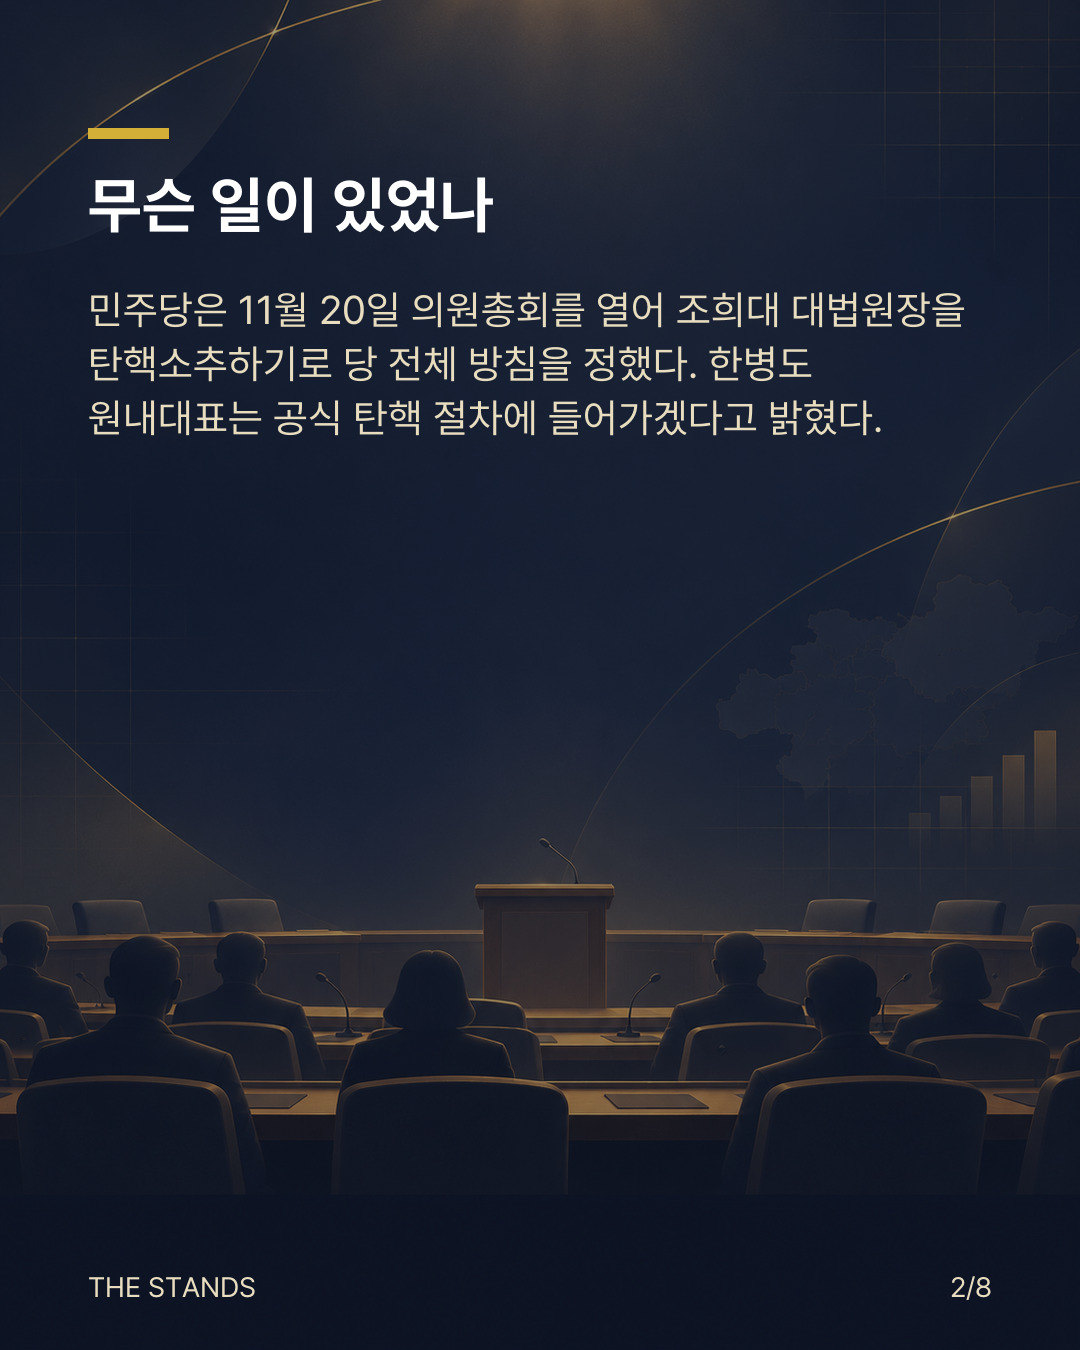 무슨 일이 있었나
민주당은 11월 20일 의원총회를 열어 조희대 대법원장을
탄핵소추하기로 당 전체 방침을 정했다. 한병도
원내대표는 공식 탄핵 절차에 들어가겠다고 밝혔다.
THE STANDS
2/8